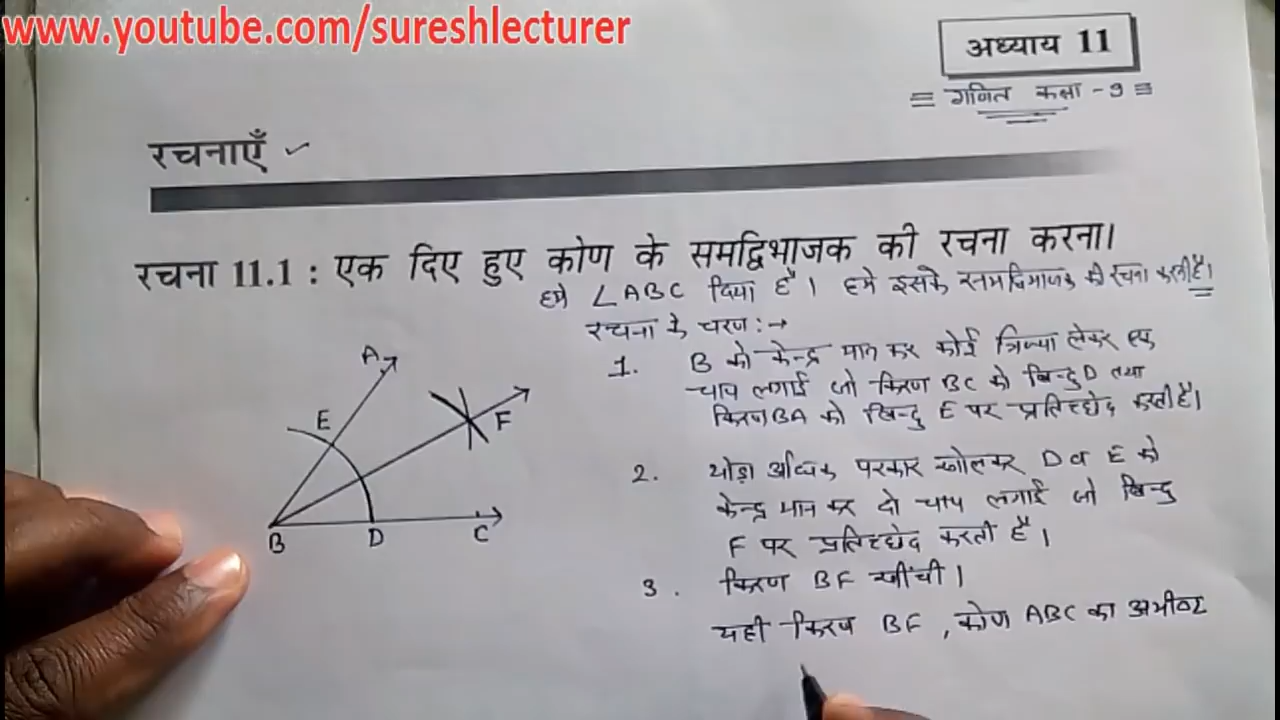 www.youtube.com/sureshlecturer
अध्याय 11
= गणित कक्षा - 9 =
रचनाएँ ✓
रचना 11.1 : एक दिए हुए कोण के समद्विभाजक की रचना करना।
हमे ∠ABC दिया है। हमे इसके समद्विभाजक की रचना करनी है।
रचना के चरण :→
1. B को केन्द्र मान कर कोई त्रिज्या लेकर एक
चाप लगाई जो किरण BC को बिन्दु D तथा
किरण BA को बिन्दु E पर प्रतिच्छेद करती है।
2. थोड़ा अधिक परकार खोलकर D व E को
केन्द्र मान कर दो चाप लगाई जो बिन्दु
F पर प्रतिच्छेद करती है।
3. किरण BF खींची।
यही किरण BF, कोण ABC का अभीष्ट
A
E
F
B
D
C